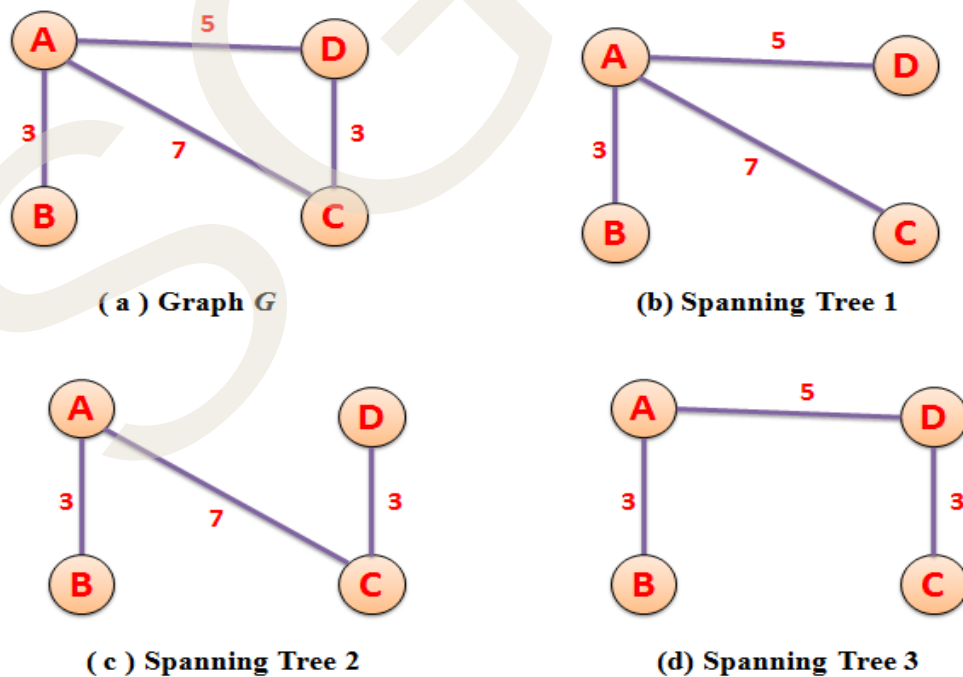 A 5 D
3 7 3
B C
( a ) Graph G
A 5 D
3 7
B C
(b) Spanning Tree 1
A D
3 7 3
B C
( c ) Spanning Tree 2
A 5 D
3 3
B C
(d) Spanning Tree 3